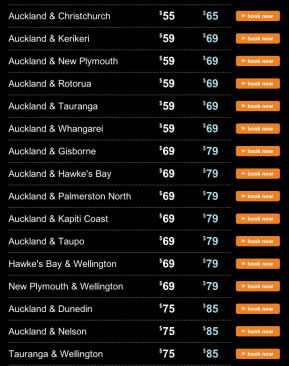 Auckland & Christchurch $55 $65 » book now
Auckland & Kerikeri $59 $69 » book now
Auckland & New Plymouth $59 $69 » book now
Auckland & Rotorua $59 $69 » book now
Auckland & Tauranga $59 $69 » book now
Auckland & Whangarei $59 $69 » book now
Auckland & Gisborne $69 $79 » book now
Auckland & Hawke's Bay $69 $79 » book now
Auckland & Palmerston North $69 $79 » book now
Auckland & Kapiti Coast $69 $79 » book now
Auckland & Taupo $69 $79 » book now
Hawke's Bay & Wellington $69 $79 » book now
New Plymouth & Wellington $69 $79 » book now
Auckland & Dunedin $75 $85 » book now
Auckland & Nelson $75 $85 » book now
Tauranga & Wellington $75 $85 » book now